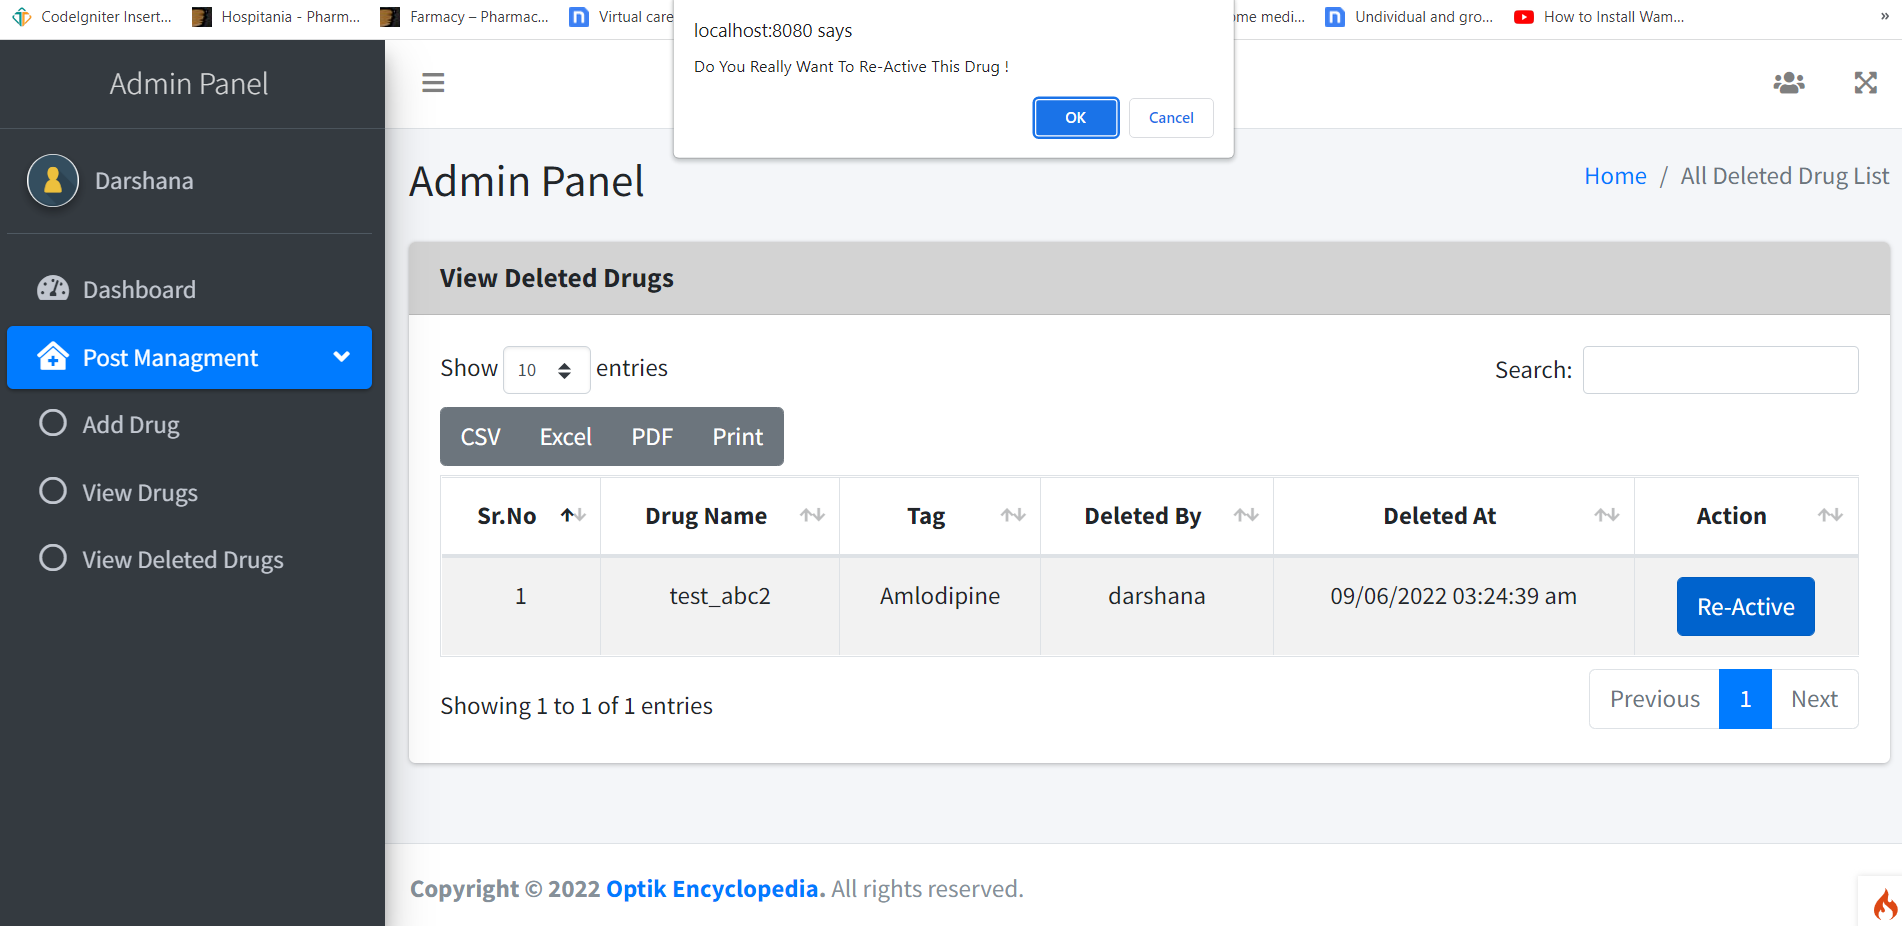 CodeIgniter Insert... Hospitania - Pharm... Farmacy – Pharmac... Virtual care ome medi... Undividual and gro... How to Install Wam... »
localhost:8080 says
Do You Really Want To Re-Active This Drug !
OK Cancel
Admin Panel
Darshana
Dashboard
Post Managment
Add Drug
View Drugs
View Deleted Drugs
Admin Panel
Home / All Deleted Drug List
View Deleted Drugs
Show 10 entries
Search:
CSV Excel PDF Print
Sr.No Drug Name Tag Deleted By Deleted At Action
1 test_abc2 Amlodipine darshana 09/06/2022 03:24:39 am Re-Active
Showing 1 to 1 of 1 entries
Previous 1 Next
Copyright © 2022 Optik Encyclopedia. All rights reserved.